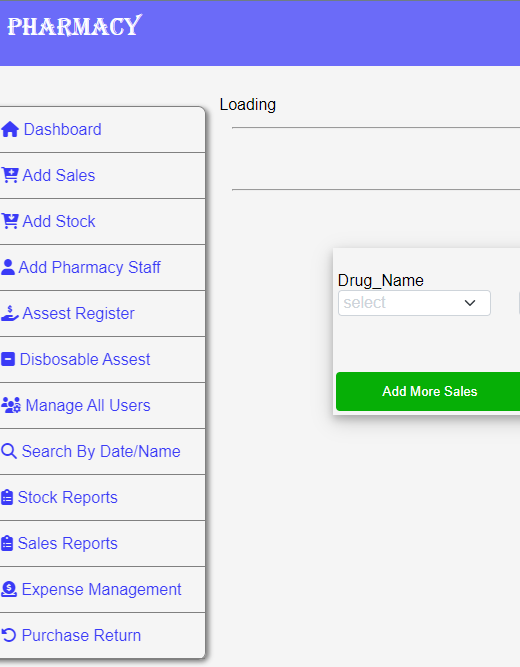 PHARMACY
Loading
Dashboard
Add Sales
Add Stock
Add Pharmacy Staff
Assest Register
Disbosable Assest
Manage All Users
Search By Date/Name
Stock Reports
Sales Reports
Expense Management
Purchase Return
Drug_Name
select
Add More Sales